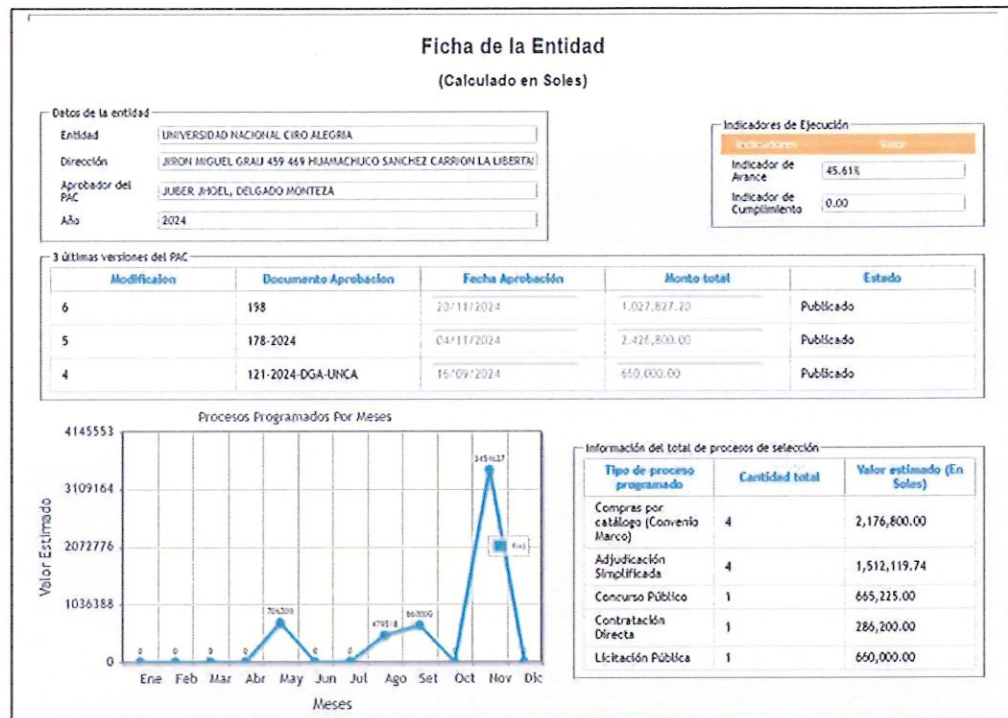 Ficha de la Entidad
(Calculado en Soles)
Datos de la entidad
Entidad UNIVERSIDAD NACIONAL CIRO ALEGRIA
Dirección JIRON MIGUEL GRAU 459 469 HUAMACHUCO SANCHEZ CARRION LA LIBERTA
Aprobador del PAC JUBER JHOEL, DELGADO MONTEZA
Año 2024
Indicadores de Ejecución
Indicadores Valor
Indicador de Avance 45.61%
Indicador de Cumplimiento 0.00
3 últimas versiones del PAC
Modificaion Documento Aprobacion Fecha Aprobación Monto total Estado
6 198 20/11/2024 1,027,827.20 Publicado
5 178-2024 04/11/2024 2,426,800.00 Publicado
4 121-2024-DGA-UNCA 16/09/2024 660,000.00 Publicado
Procesos Programados Por Meses
4145553
3109164
2072776
1036388
0
Valor Estimado
0 0 0 0 706200 0 0 479518 660000 0 3454627
Ene Feb Mar Abr May Jun Jul Ago Set Oct Nov Dic
Meses
Información del total de procesos de selección
Tipo de proceso programado Cantidad total Valor estimado (En Soles)
Compras por catálogo (Convenio Marco) 4 2,176,800.00
Adjudicación Simplificada 4 1,512,119.74
Concurso Público 1 665,225.00
Contratación Directa 1 286,200.00
Licitación Pública 1 660,000.00